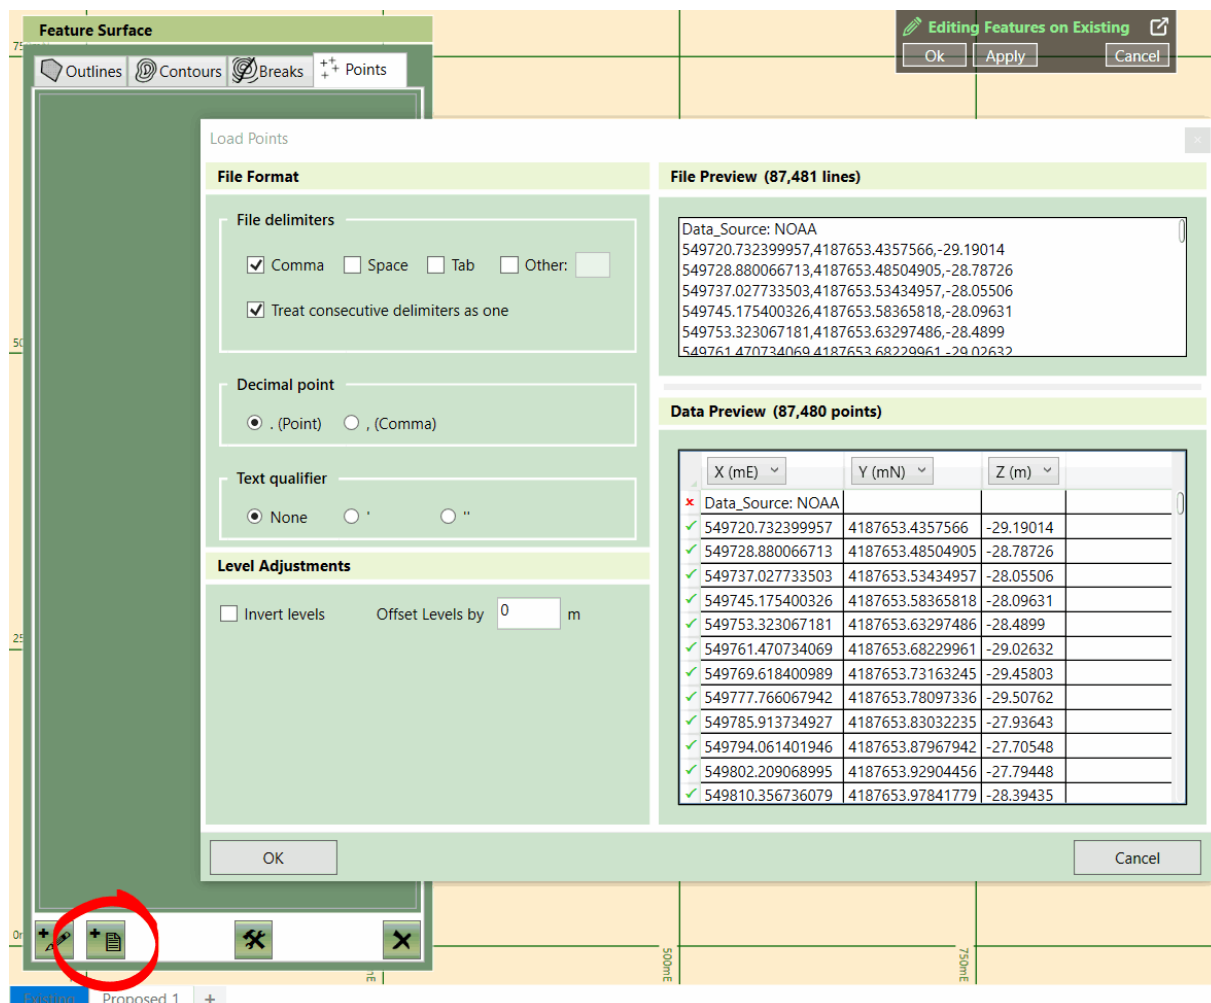 Feature Surface
Editing Features on Existing
Ok Apply Cancel
Outlines Contours Breaks Points
Load Points
File Format
File delimiters
Comma Space Tab Other:
Treat consecutive delimiters as one
Decimal point
. (Point) , (Comma)
Text qualifier
None ' "
Level Adjustments
Invert levels Offset Levels by 0 m
File Preview (87,481 lines)
Data_Source: NOAA
549720.732399957,4187653.4357566,-29.19014
549728.880066713,4187653.48504905,-28.78726
549737.027733503,4187653.53434957,-28.05506
549745.175400326,4187653.58365818,-28.09631
549753.323067181,4187653.63297486,-28.4899
549761.470734069,4187653.68229961,-29.02632
Data Preview (87,480 points)
X (mE) Y (mN) Z (m)
Data_Source: NOAA
549720.732399957 4187653.4357566 -29.19014
549728.880066713 4187653.48504905 -28.78726
549737.027733503 4187653.53434957 -28.05506
549745.175400326 4187653.58365818 -28.09631
549753.323067181 4187653.63297486 -28.4899
549761.470734069 4187653.68229961 -29.02632
549769.618400989 4187653.73163245 -29.45803
549777.766067942 4187653.78097336 -29.50762
549785.913734927 4187653.83032235 -27.93643
549794.061401946 4187653.87967942 -27.70548
549802.209068995 4187653.92904456 -27.79448
549810.356736079 4187653.97841779 -28.39435
OK Cancel
500mE
750mE
Existing Proposed 1 +